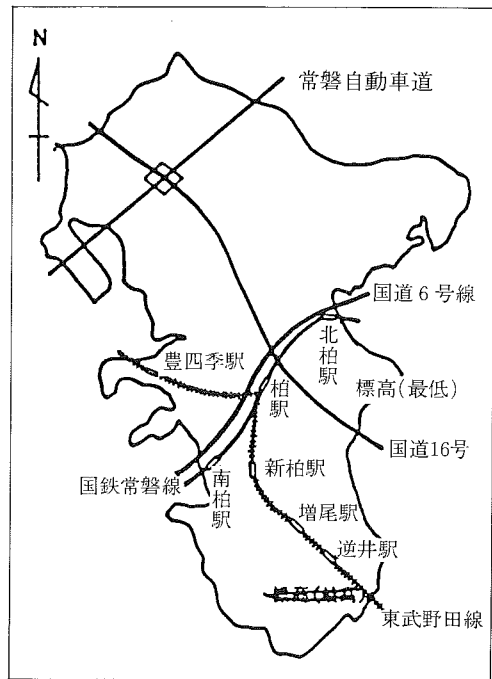 N
常磐自動車道
国道6号線
北柏駅
豊四季駅
柏駅
標高(最低)
国道16号
新柏駅
国鉄常磐線
南柏駅
増尾駅
逆井駅
東武野田線